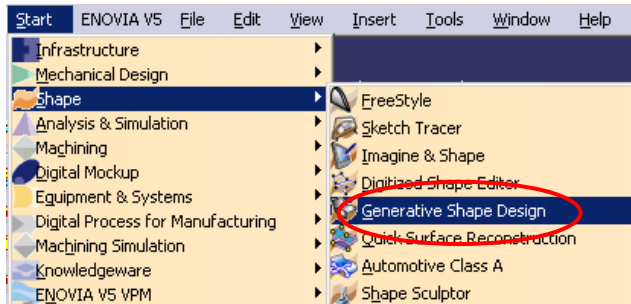 Start ENOVIA V5 File Edit View Insert Tools Window Help
Infrastructure
Mechanical Design
Shape
Analysis & Simulation
Machining
Digital Mockup
Equipment & Systems
Digital Process for Manufacturing
Machining Simulation
Knowledgeware
ENOVIA V5 VPM
FreeStyle
Sketch Tracer
Imagine & Shape
Digitized Shape Editor
Generative Shape Design
Quick Surface Reconstruction
Automotive Class A
Shape Sculptor